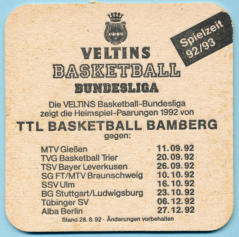 VELTINS
BASKETBALL
BUNDESLIGA
Spielzeit
92/93
Die VELTINS Basketball-Bundesliga
zeigt die Heimspiel-Paarungen 1992 von
TTL BASKETBALL BAMBERG
gegen:
MTV Gießen 11.09.92
TVG Basketball Trier 20.09.92
TSV Bayer Leverkusen 26.09.92
SG FT/MTV Braunschweig 10.10.92
SSV Ulm 16.10.92
BG Stuttgart/Ludwigsburg 23.10.92
Tübinger SV 06.12.92
Alba Berlin 27.12.92
Stand 28.8.92 - Änderungen vorbehalten